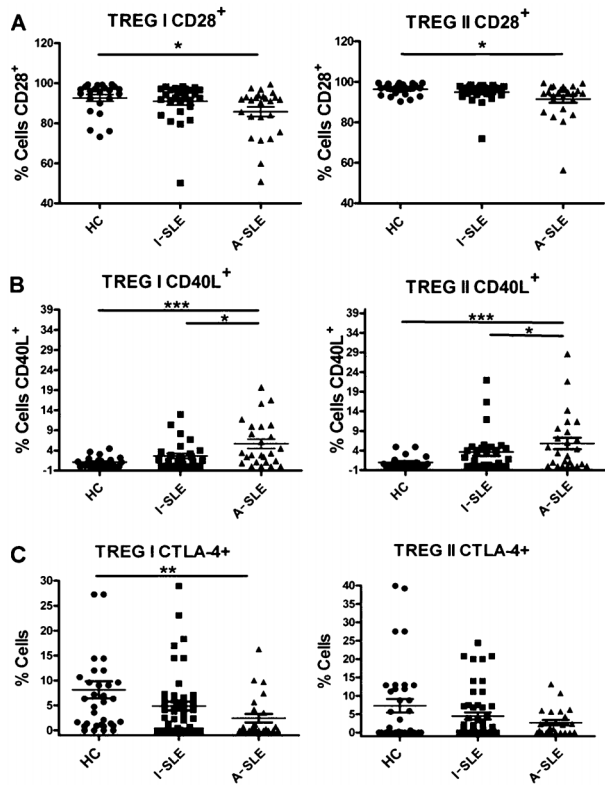 A
TREG I CD28+
TREG II CD28+
*
*
% Cells CD28+
120
100
80
60
40
HC
I-SLE
A-SLE
% Cells CD28+
120
100
80
60
40
HC
I-SLE
A-SLE
B
TREG I CD40L+
TREG II CD40L+
***
*
***
*
% Cells CD40L+
39
34
29
24
19
14
9
4
-1
HC
I-SLE
A-SLE
% Cells CD40L+
39
34
29
24
19
14
9
4
-1
HC
I-SLE
A-SLE
C
TREG I CTLA-4+
TREG II CTLA-4+
**
% Cells
30
25
20
15
10
5
0
HC
I-SLE
A-SLE
% Cells
40
35
30
25
20
15
10
5
0
HC
I-SLE
A-SLE